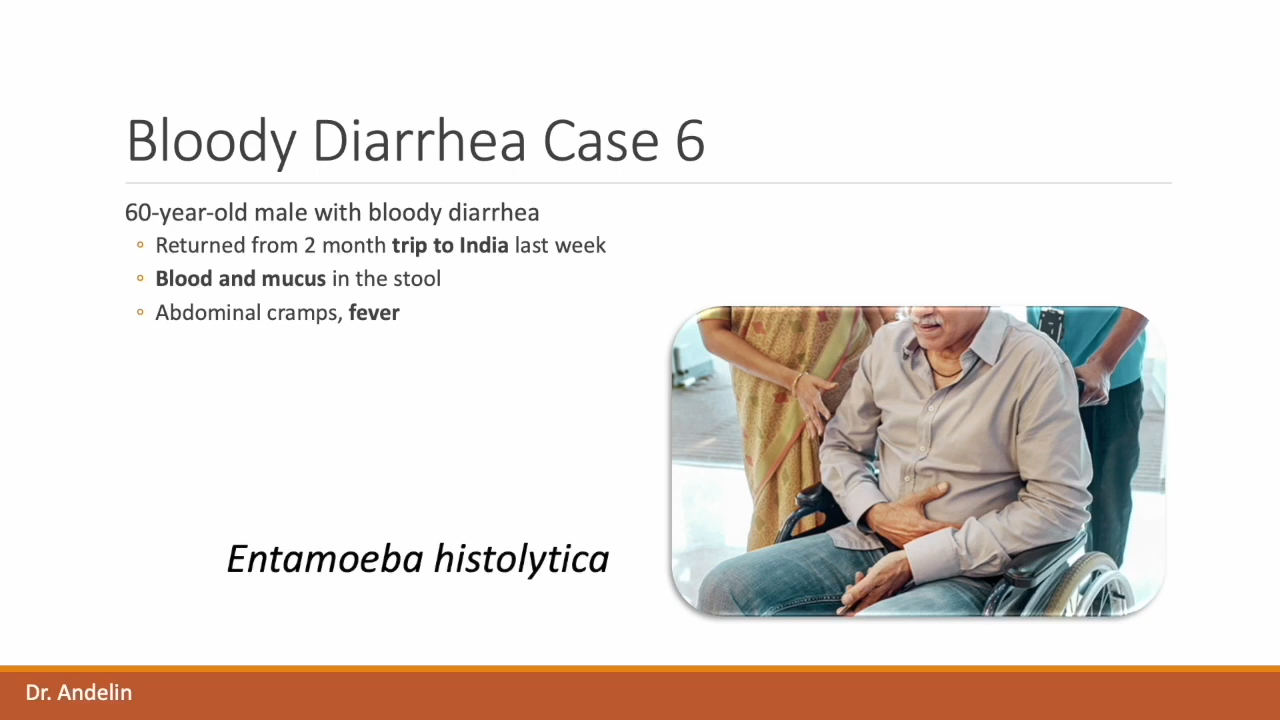 Bloody Diarrhea Case 6
60-year-old male with bloody diarrhea
◦ Returned from 2 month trip to India last week
◦ Blood and mucus in the stool
◦ Abdominal cramps, fever
Entamoeba histolytica
Dr. Andelin